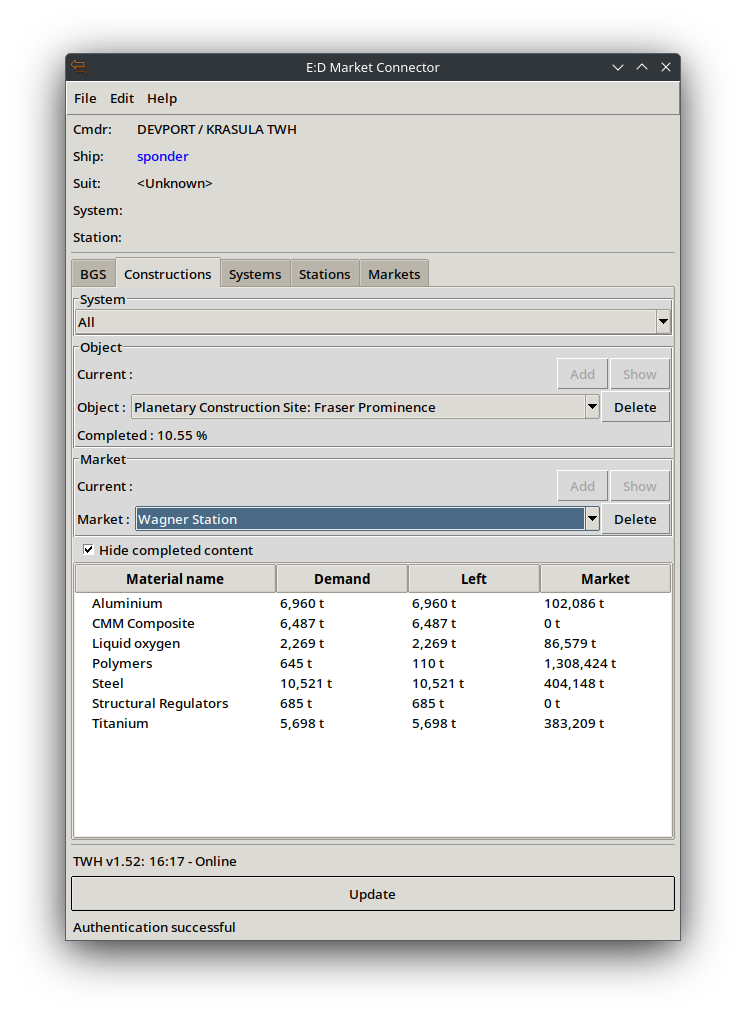 E:D Market Connector
File Edit Help
Cmdr: DEVPORT / KRASULA TWH
Ship: sponder
Suit: <Unknown>
System:
Station:
BGS Constructions Systems Stations Markets
System
All
Object
Current : Add Show
Object : Planetary Construction Site: Fraser Prominence Delete
Completed : 10.55 %
Market
Current : Add Show
Market : Wagner Station Delete
Hide completed content
Material name Demand Left Market
Aluminium 6,960 t 6,960 t 102,086 t
CMM Composite 6,487 t 6,487 t 0 t
Liquid oxygen 2,269 t 2,269 t 86,579 t
Polymers 645 t 110 t 1,308,424 t
Steel 10,521 t 10,521 t 404,148 t
Structural Regulators 685 t 685 t 0 t
Titanium 5,698 t 5,698 t 383,209 t
TWH v1.52: 16:17 - Online
Update
Authentication successful